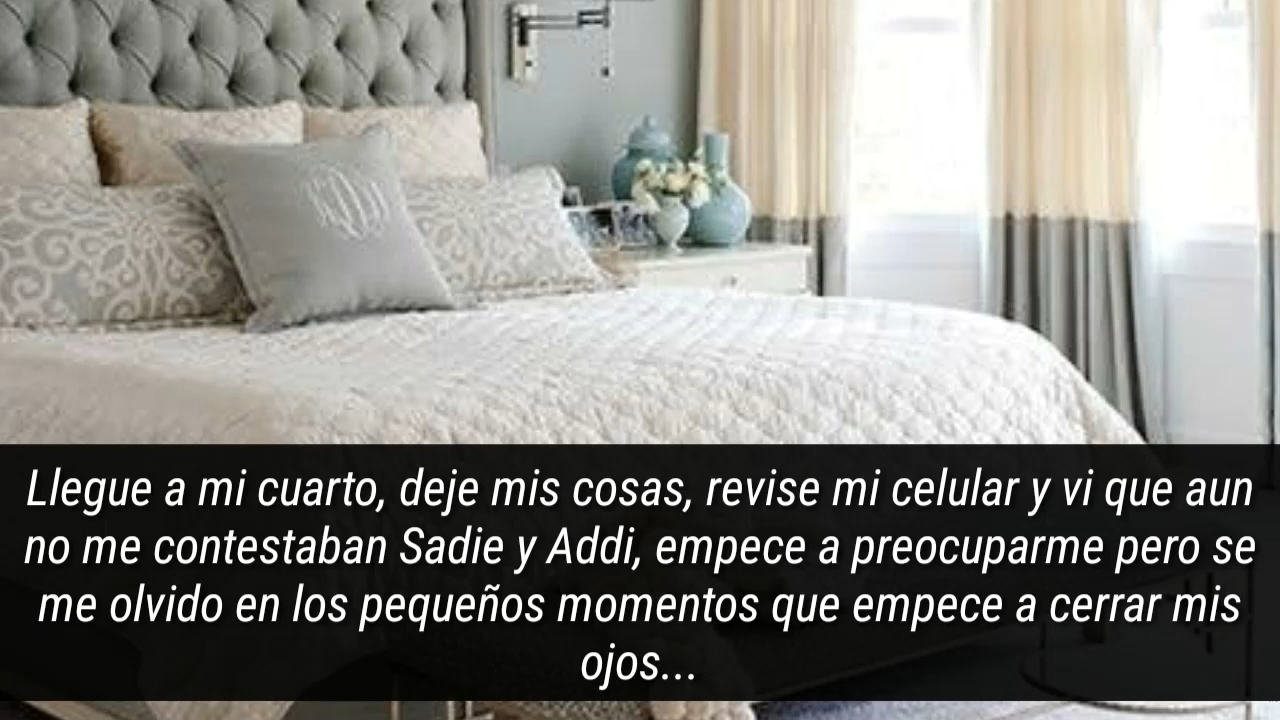 Llegue a mi cuarto, deje mis cosas, revise mi celular y vi que aun
no me contestaban Sadie y Addi, empece a preocuparme pero se
me olvido en los pequeños momentos que empece a cerrar mis
ojos...